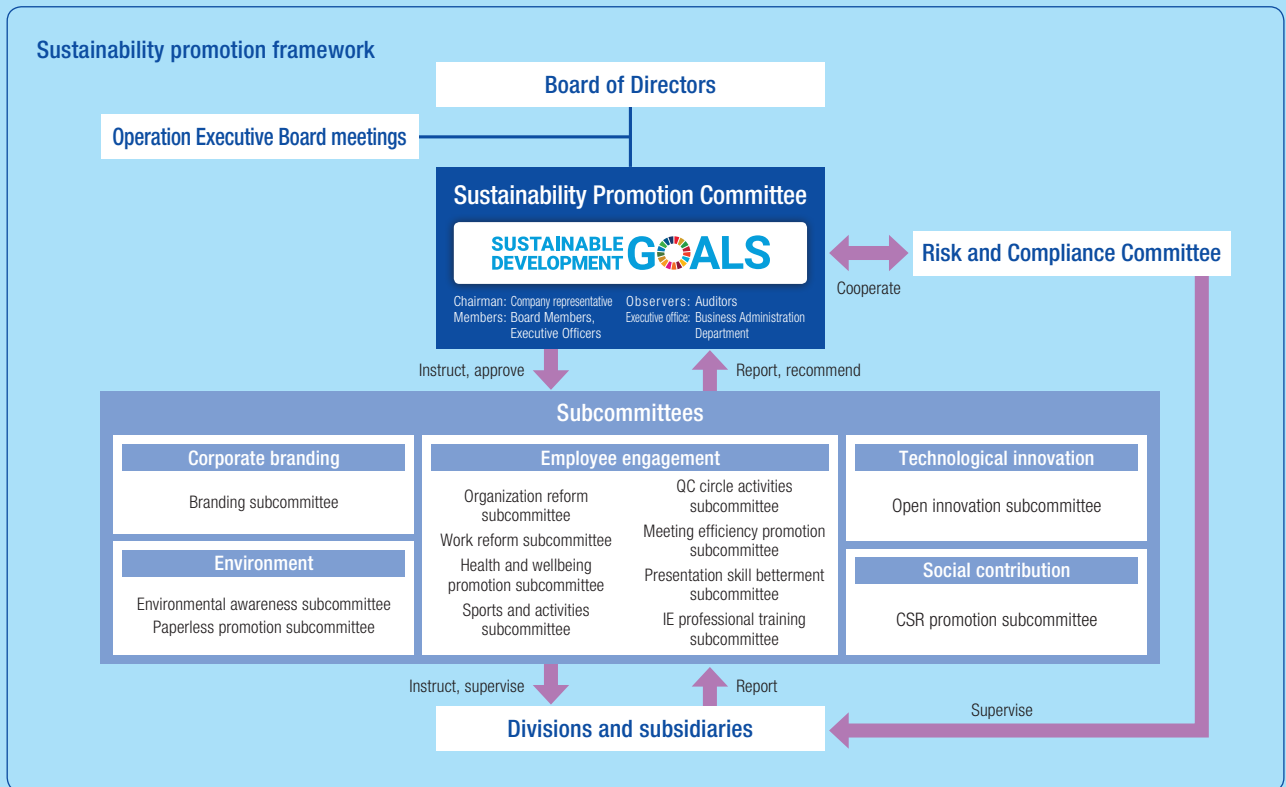 Sustainability promotion framework
Board of Directors
Operation Executive Board meetings
Sustainability Promotion Committee
SUSTAINABLE
DEVELOPMENT
GOALS
Chairman: Company representative
Members: Board Members,
Executive Officers
Observers: Auditors
Executive office: Business Administration
Department
Cooperate
Risk and Compliance Committee
Instruct, approve
Report, recommend
Subcommittees
Corporate branding
Branding subcommittee
Environment
Environmental awareness subcommittee
Paperless promotion subcommittee
Employee engagement
Organization reform
subcommittee
Work reform subcommittee
Health and wellbeing
promotion subcommittee
Sports and activities
subcommittee
QC circle activities
subcommittee
Meeting efficiency promotion
subcommittee
Presentation skill betterment
subcommittee
IE professional training
subcommittee
Technological innovation
Open innovation subcommittee
Social contribution
CSR promotion subcommittee
Instruct, supervise
Report
Supervise
Divisions and subsidiaries